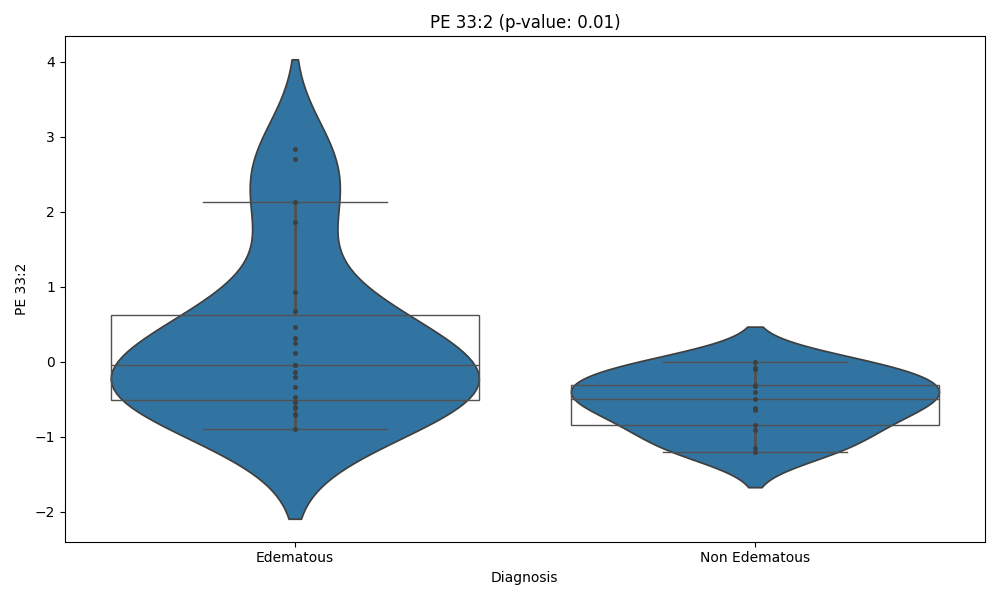 PE 33:2 (p-value: 0.01)
4
3
2
1
0
−1
−2
PE 33:2
Edematous
Non Edematous
Diagnosis